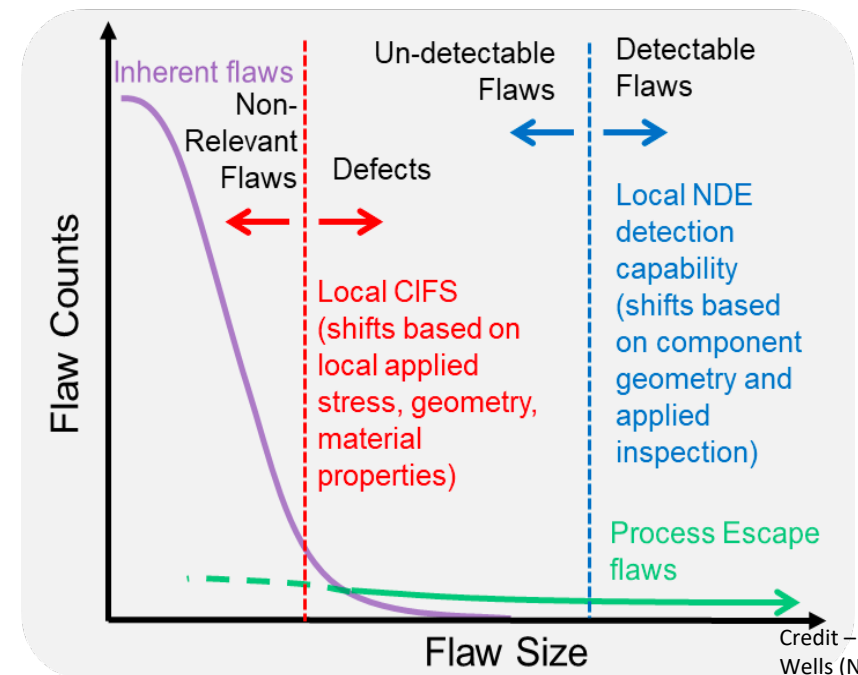 Inherent flaws
Non-
Relevant
Flaws
Defects
Un-detectable
Flaws
Detectable
Flaws
Local CIFS
(shifts based on
local applied
stress, geometry,
material
properties)
Local NDE
detection
capability
(shifts based
on component
geometry and
applied
inspection)
Process Escape
flaws
Flaw Counts
Flaw Size
Credit –
Wells (N